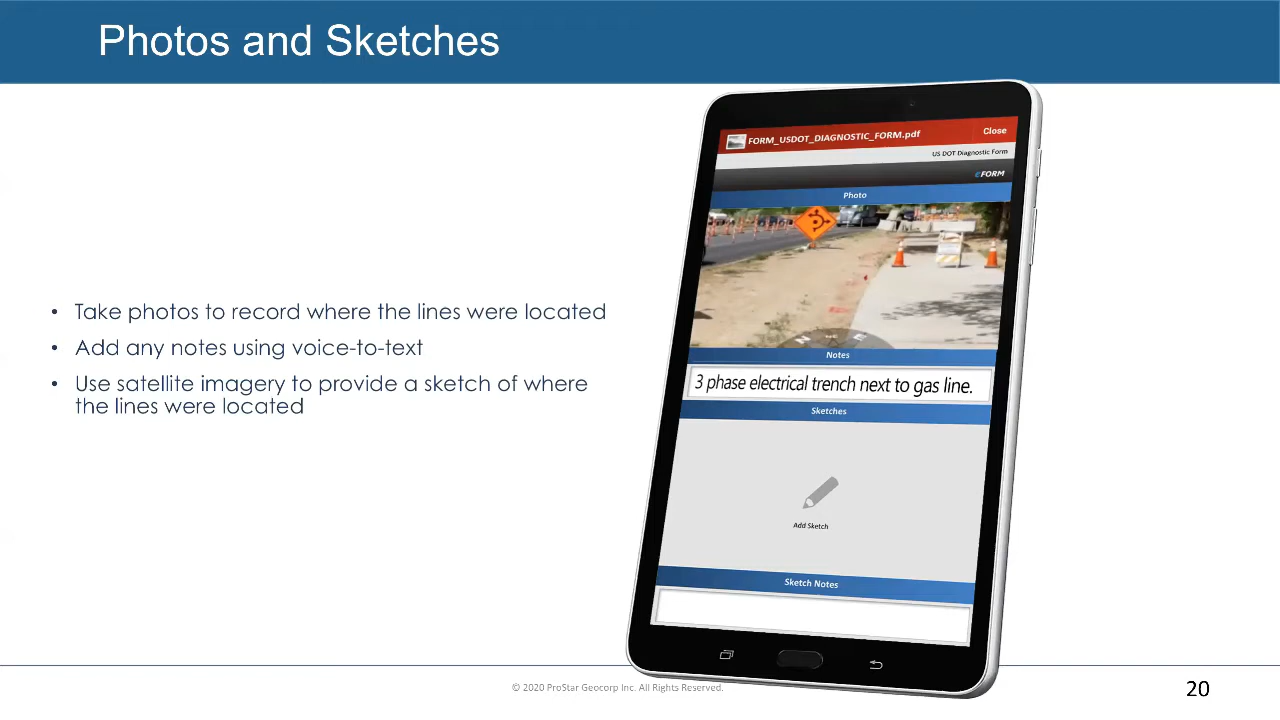 Photos and Sketches
• Take photos to record where the lines were located
• Add any notes using voice-to-text
• Use satellite imagery to provide a sketch of where
the lines were located
FORM_USDOT_DIAGNOSTIC_FORM.pdf
Close
US DOT Diagnostic Form
eFORM
Photo
N
E
Notes
3 phase electrical trench next to gas line.
Sketches
Add Sketch
Sketch Notes
© 2020 ProStar Geocorp Inc. All Rights Reserved.
20